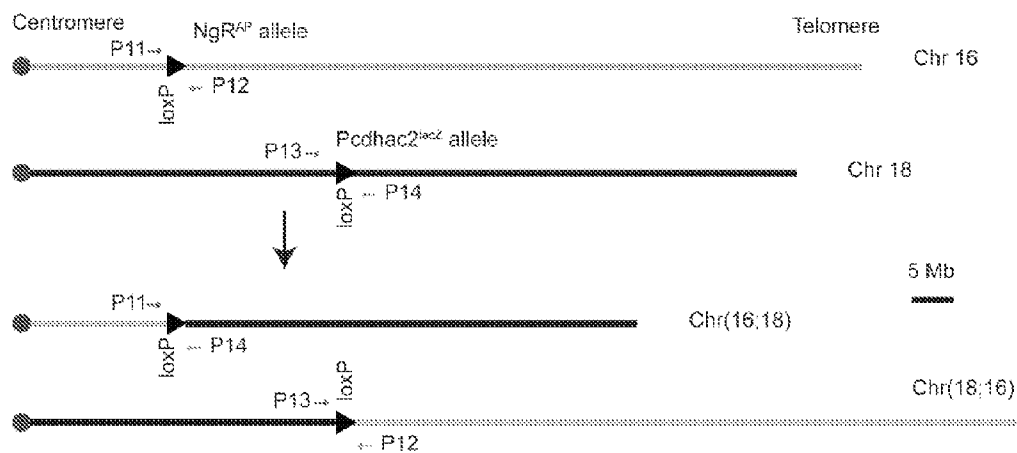 Centromere
NgR^AP allele
Telomere
P11→
Chr 16
loxP
← P12
Pcdhac2^lacZ allele
P13→
Chr 18
loxP
← P14
5 Mb
P11→
Chr(16;18)
loxP
← P14
loxP
Chr(18;16)
P13→
← P12